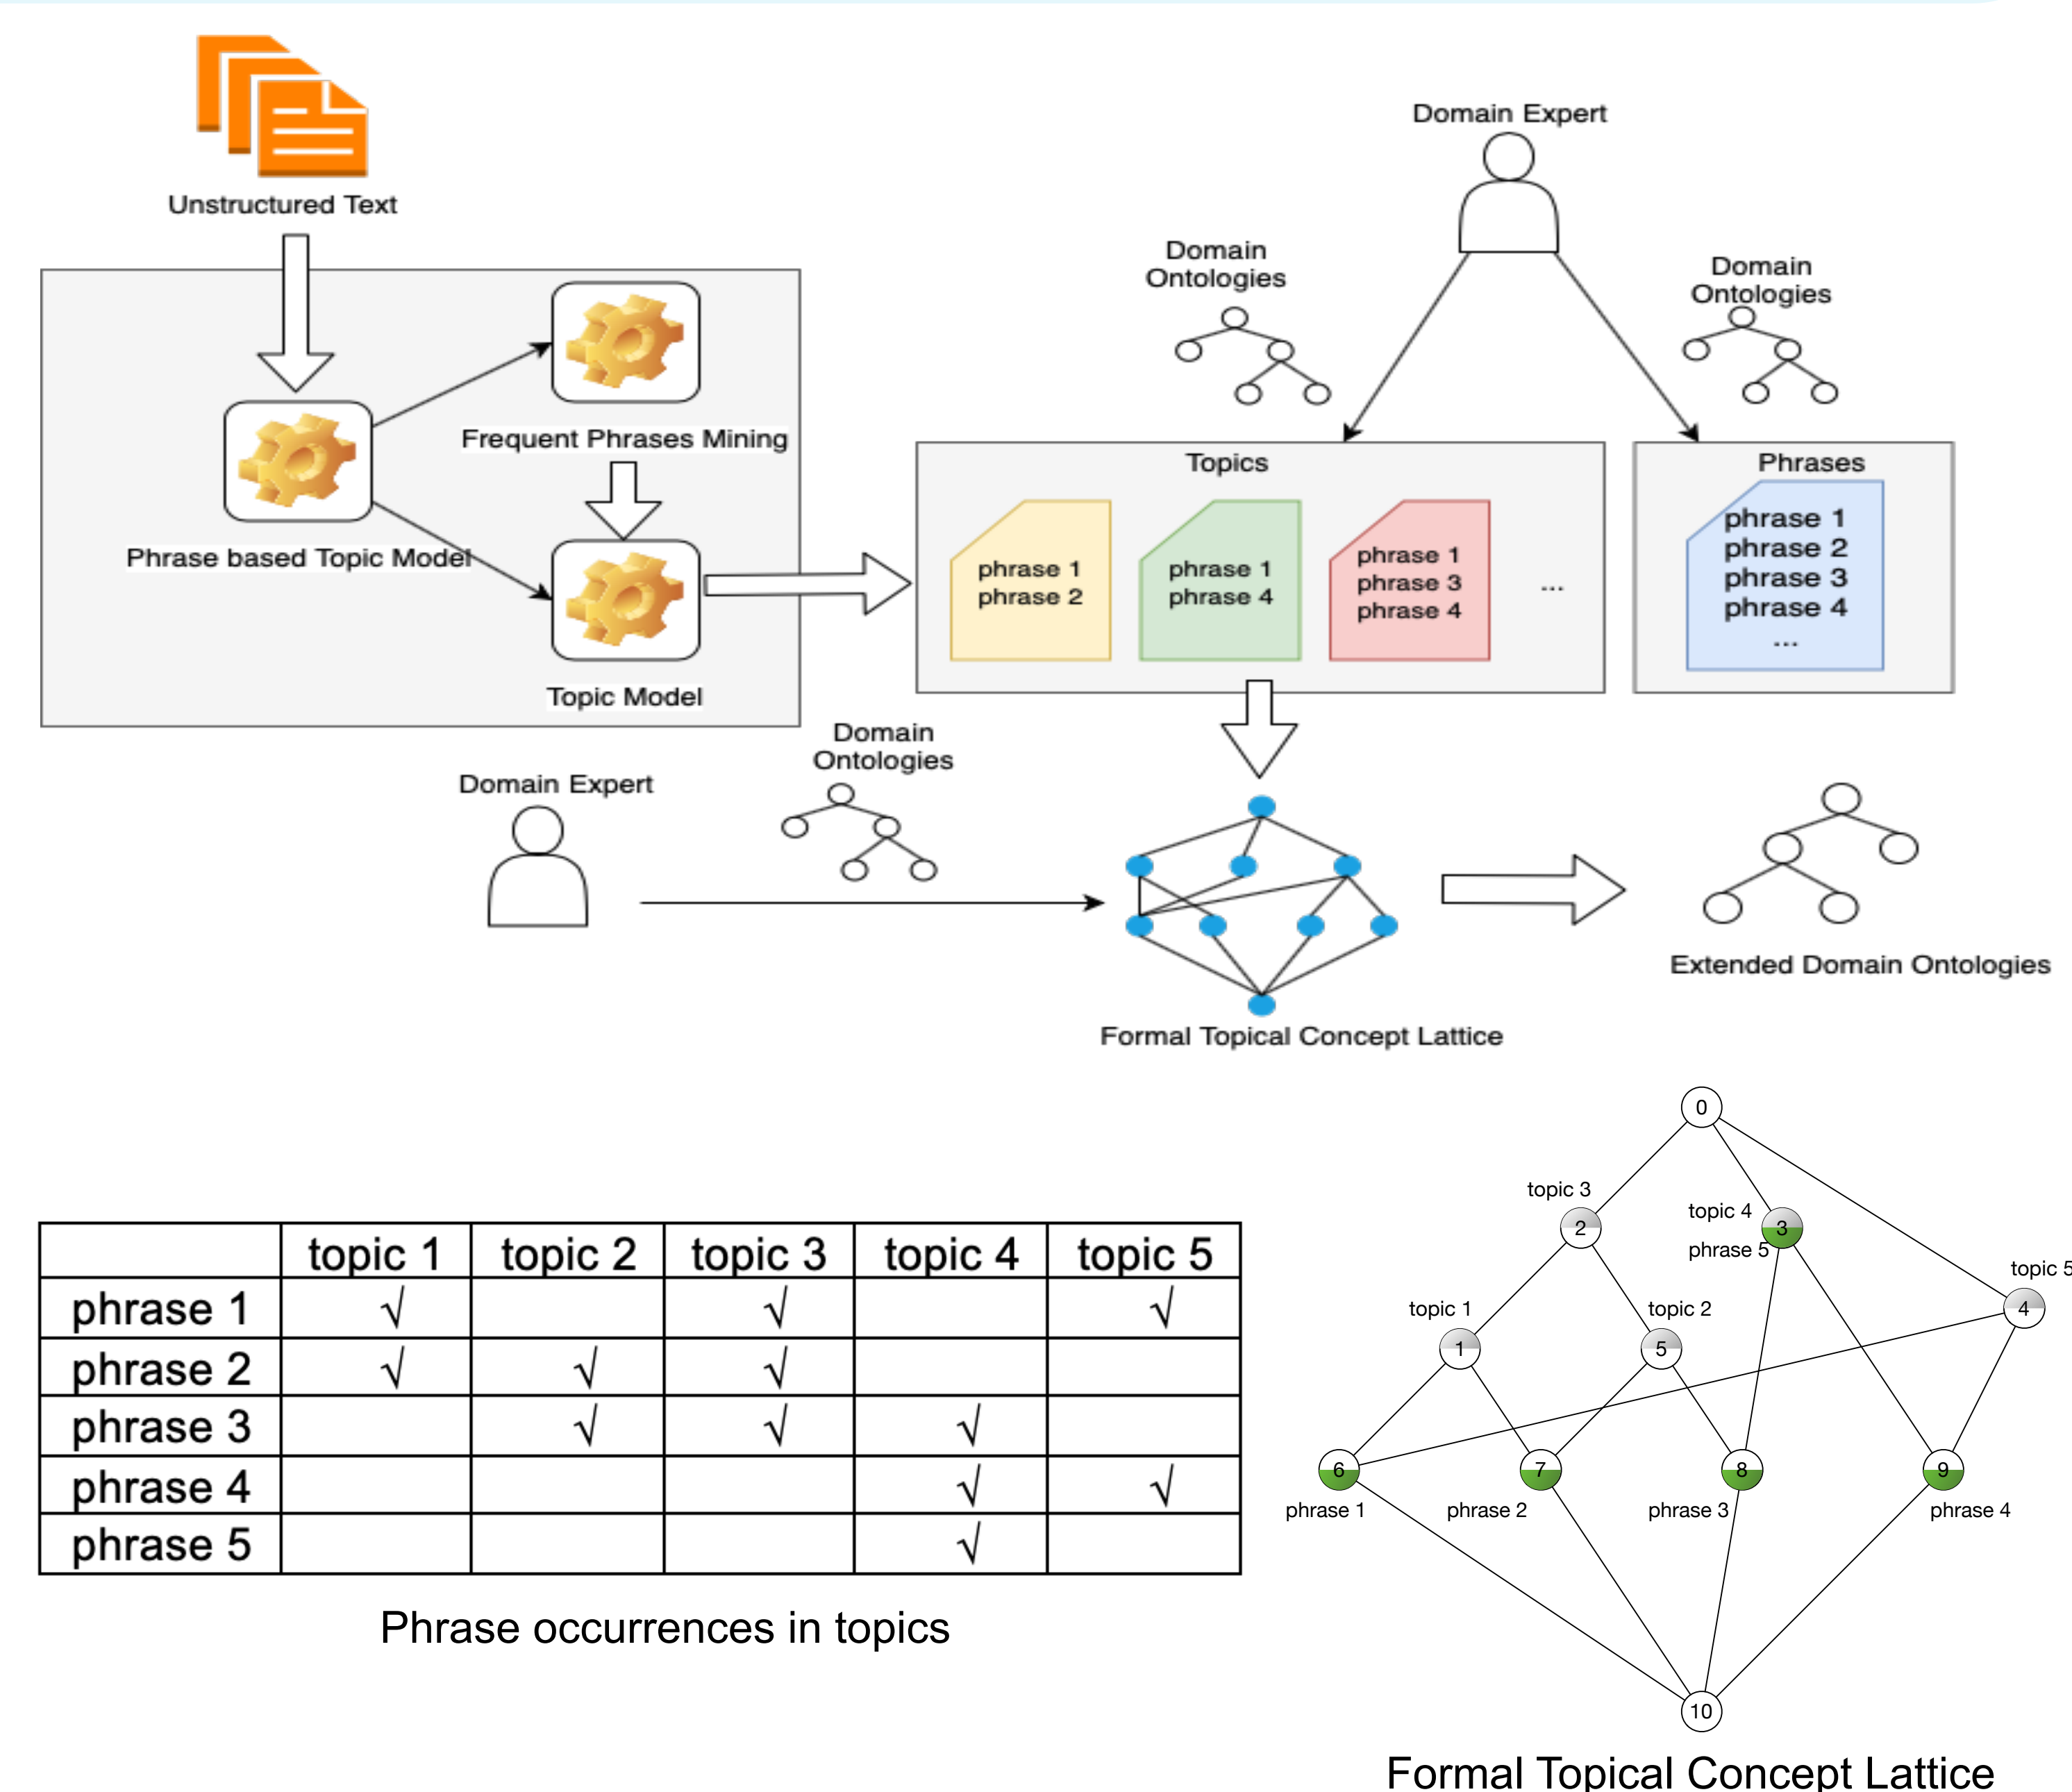 Unstructured Text
Phrase based Topic Model
Frequent Phrases Mining
Topic Model
Domain Expert
Domain
Ontologies
Domain
Ontologies
Topics
phrase 1
phrase 2
phrase 1
phrase 4
phrase 1
phrase 3
phrase 4
...
Phrases
phrase 1
phrase 2
phrase 3
phrase 4
...
Domain Expert
Domain
Ontologies
Formal Topical Concept Lattice
Extended Domain Ontologies
topic 1 topic 2 topic 3 topic 4 topic 5
phrase 1 √ √ √
phrase 2 √ √ √
phrase 3 √ √ √
phrase 4 √ √
phrase 5 √
Phrase occurrences in topics
0
topic 3
2
topic 4
3
phrase 5
topic 5
4
topic 1
1
topic 2
5
6
7
8
9
phrase 1
phrase 2
phrase 3
phrase 4
10
Formal Topical Concept Lattice